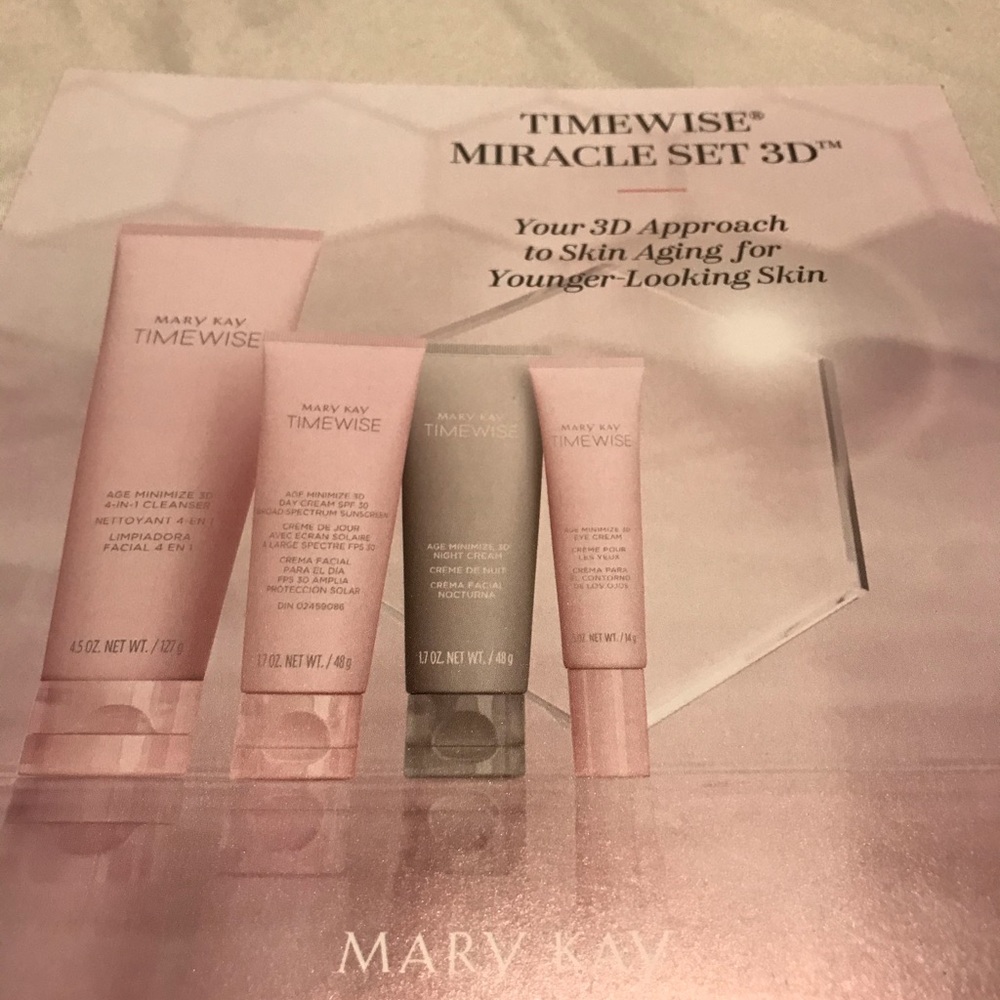 TIMEWISE®
MIRACLE SET 3D™
Your 3D Approach
to Skin Aging for
Younger-Looking Skin
MARY KAY
TIMEWISE
AGE MINIMIZE 3D
4-IN-1 CLEANSER
NETTOYANT 4-EN-1
LIMPIADORA
FACIAL 4 EN 1
4.5 OZ. NET WT. / 127 g
MARY KAY
TIMEWISE
AGE MINIMIZE 3D
DAY CREAM SPF 30
BROAD SPECTRUM SUNSCREEN
CRÈME DE JOUR
AVEC ÉCRAN SOLAIRE
À LARGE SPECTRE FPS 30
CREMA FACIAL
PARA EL DÍA
FPS 30 AMPLIA
PROTECCIÓN SOLAR
DIN 02459086
1.7 OZ. NET WT. / 48 g
MARY KAY
TIMEWISE
AGE MINIMIZE 3D
NIGHT CREAM
CRÈME DE NUIT
CREMA FACIAL
NOCTURNA
1.7 OZ. NET WT. / 48 g
MARY KAY
TIMEWISE
AGE MINIMIZE 3D
EYE CREAM
CRÈME POUR
LES YEUX
CREMA PARA
EL CONTORNO
DE LOS OJOS
OZ. NET WT. / 14 g
MARY KAY